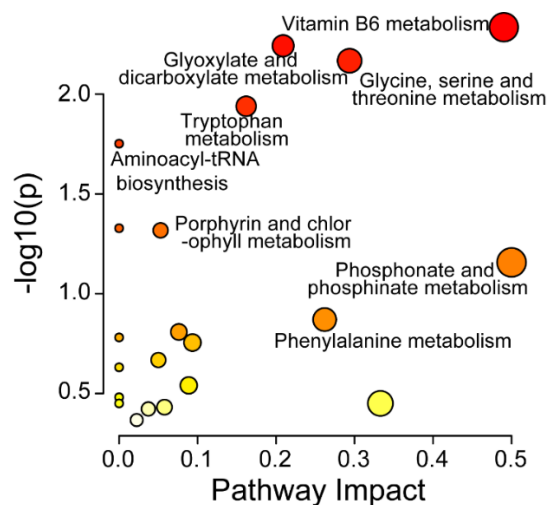 Vitamin B6 metabolism
Glyoxylate and
dicarboxylate metabolism
Glycine, serine and
threonine metabolism
2.0
Tryptophan
metabolism
Aminoacyl-tRNA
biosynthesis
1.5
Porphyrin and chlor
-ophyll metabolism
-log10(p)
Phosphonate and
phosphinate metabolism
1.0
Phenylalanine metabolism
0.5
0.0 0.1 0.2 0.3 0.4 0.5
Pathway Impact